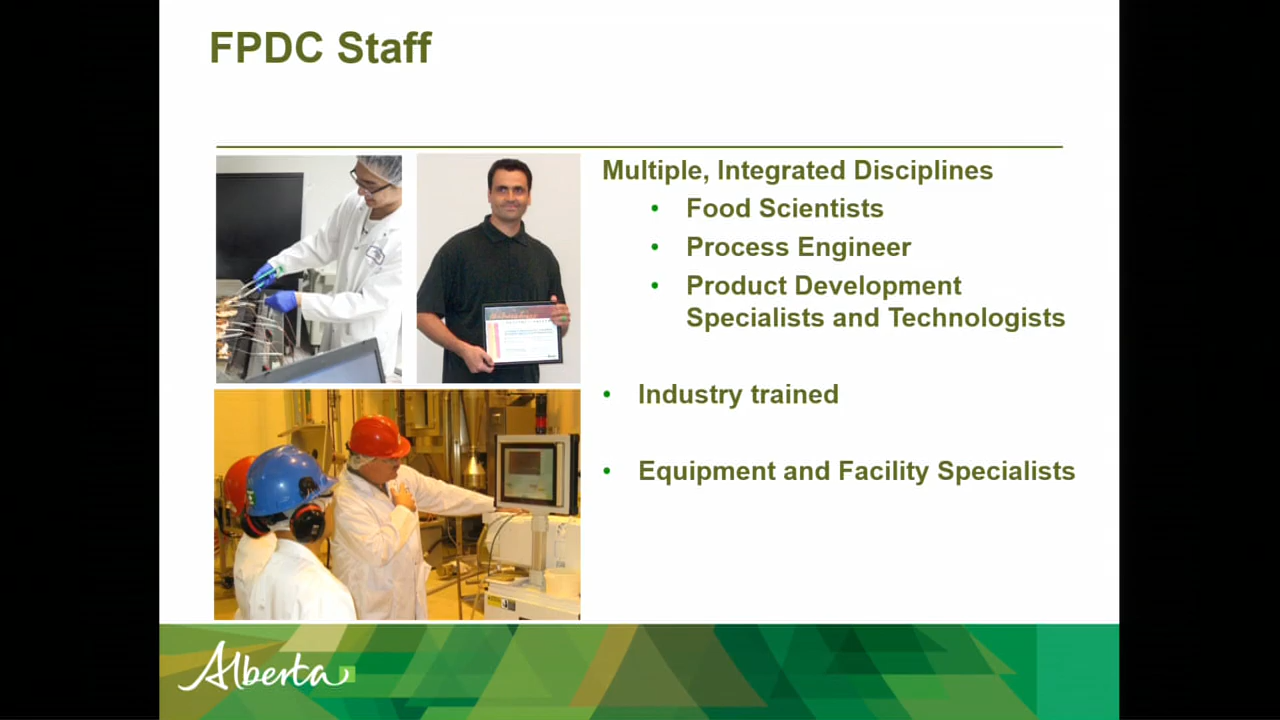 FPDC Staff
Multiple, Integrated Disciplines
• Food Scientists
• Process Engineer
• Product Development
Specialists and Technologists
• Industry trained
• Equipment and Facility Specialists
Alberta